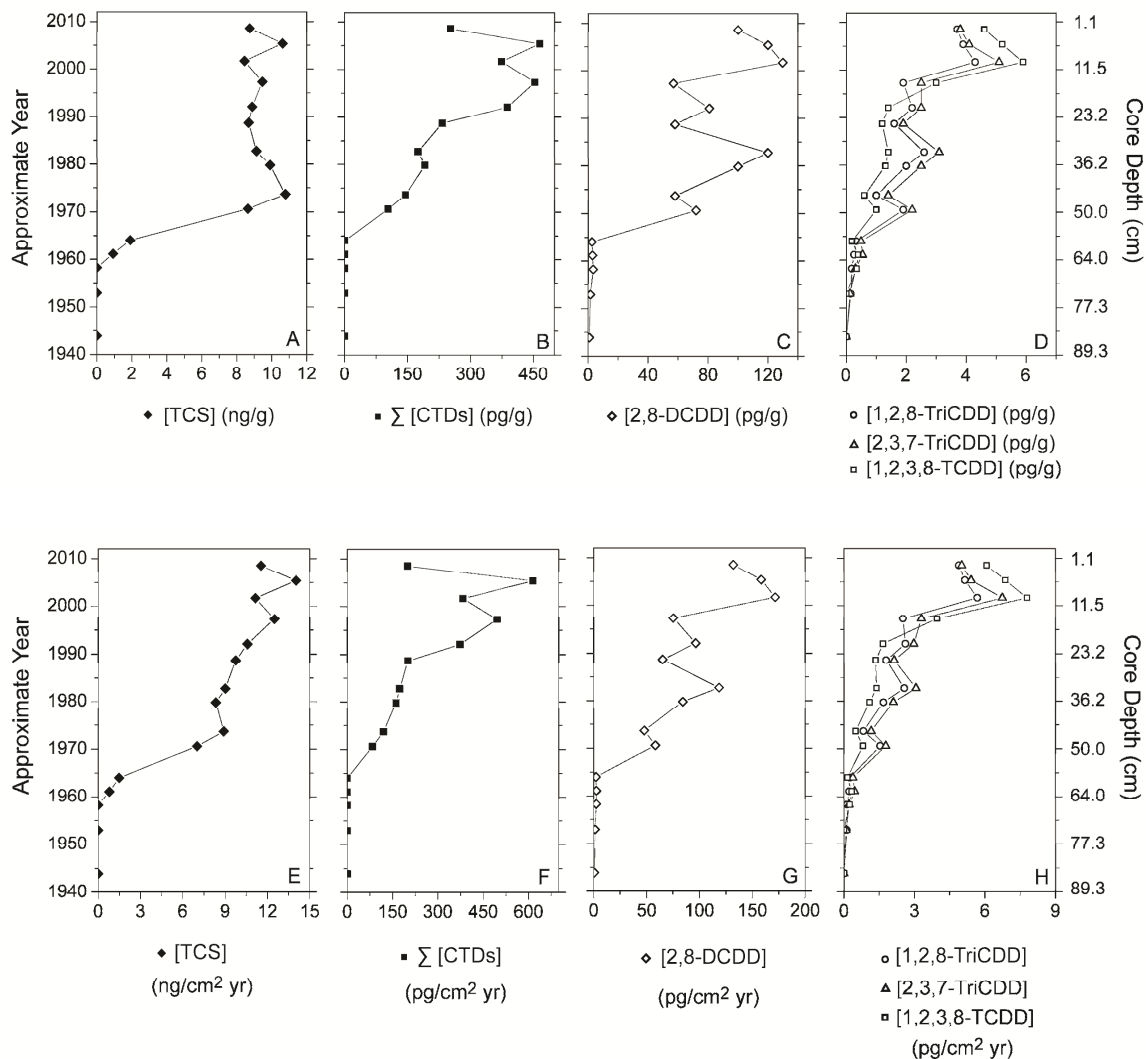 Approximate Year
2010
2000
1990
1980
1970
1960
1950
1940
A
0 2 4 6 8 10 12
◆ [TCS] (ng/g)
B
0 150 300 450
■ ∑ [CTDs] (pg/g)
C
0 40 80 120
◇ [2,8-DCDD] (pg/g)
D
0 2 4 6
1.1
11.5
23.2
36.2
50.0
64.0
77.3
89.3
Core Depth (cm)
○ [1,2,8-TriCDD] (pg/g)
△ [2,3,7-TriCDD] (pg/g)
□ [1,2,3,8-TCDD] (pg/g)
Approximate Year
2010
2000
1990
1980
1970
1960
1950
1940
E
0 3 6 9 12 15
◆ [TCS]
(ng/cm² yr)
F
0 150 300 450 600
■ ∑ [CTDs]
(pg/cm² yr)
G
0 50 100 150 200
◇ [2,8-DCDD]
(pg/cm² yr)
H
0 3 6 9
1.1
11.5
23.2
36.2
50.0
64.0
77.3
89.3
Core Depth (cm)
○ [1,2,8-TriCDD]
△ [2,3,7-TriCDD]
□ [1,2,3,8-TCDD]
(pg/cm² yr)